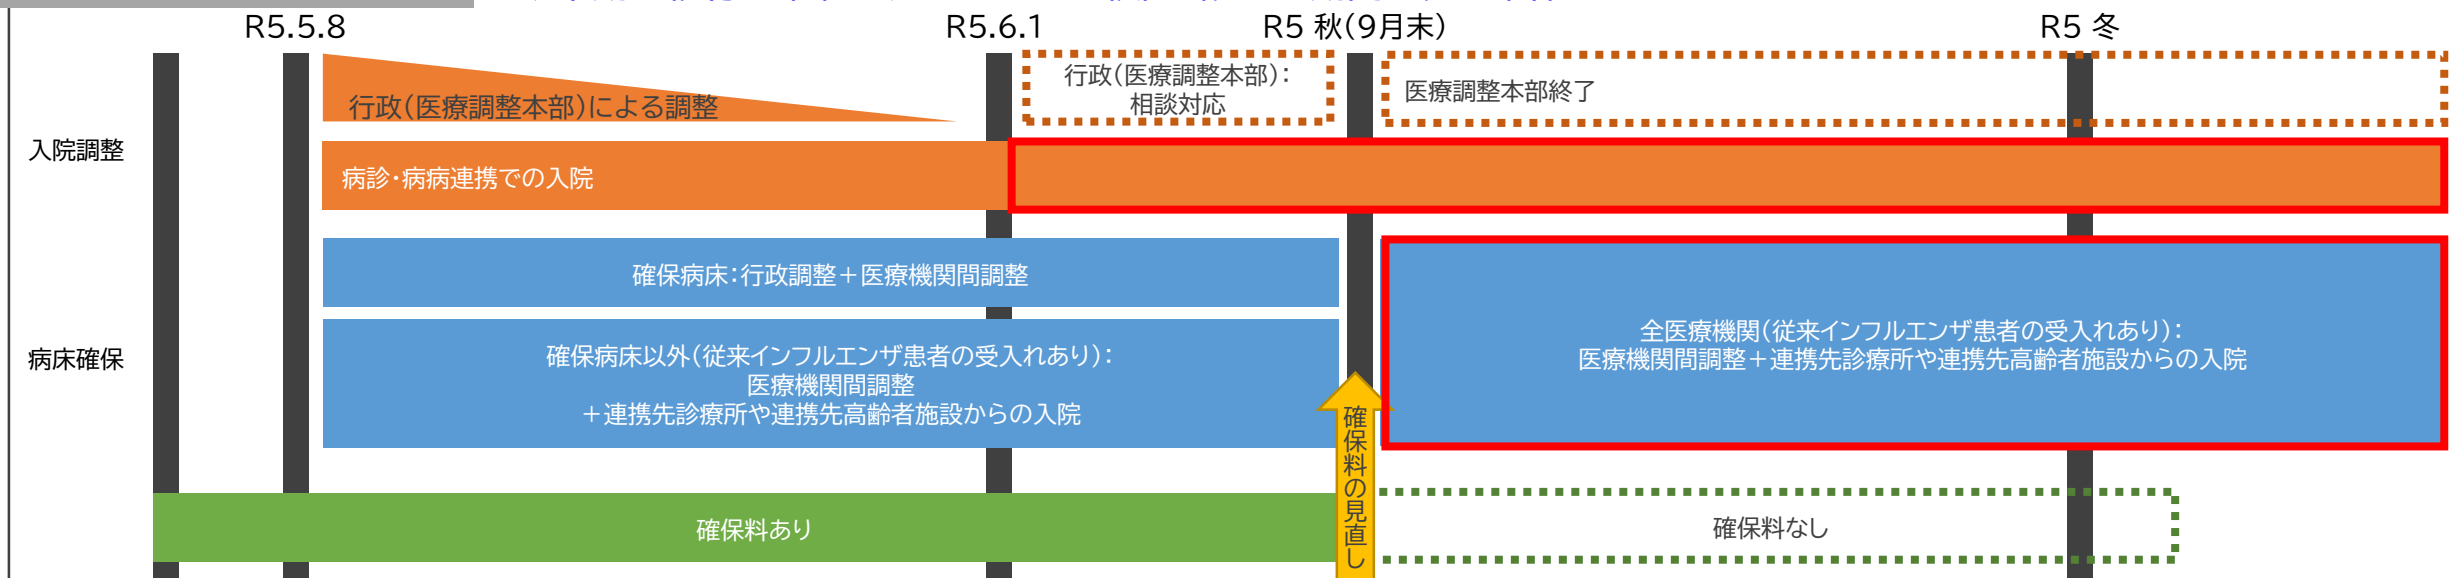 R5.5.8
R5.6.1
R5 秋(9月末)
R5 冬
入院調整
行政(医療調整本部)による調整
行政(医療調整本部)：
相談対応
医療調整本部終了
病診・病病連携での入院
病床確保
確保病床：行政調整＋医療機関間調整
確保病床以外(従来インフルエンザ患者の受入れあり)：
医療機関間調整
＋連携先診療所や連携先高齢者施設からの入院
全医療機関(従来インフルエンザ患者の受入れあり)：
医療機関間調整＋連携先診療所や連携先高齢者施設からの入院
確保料の見直し
確保料あり
確保料なし